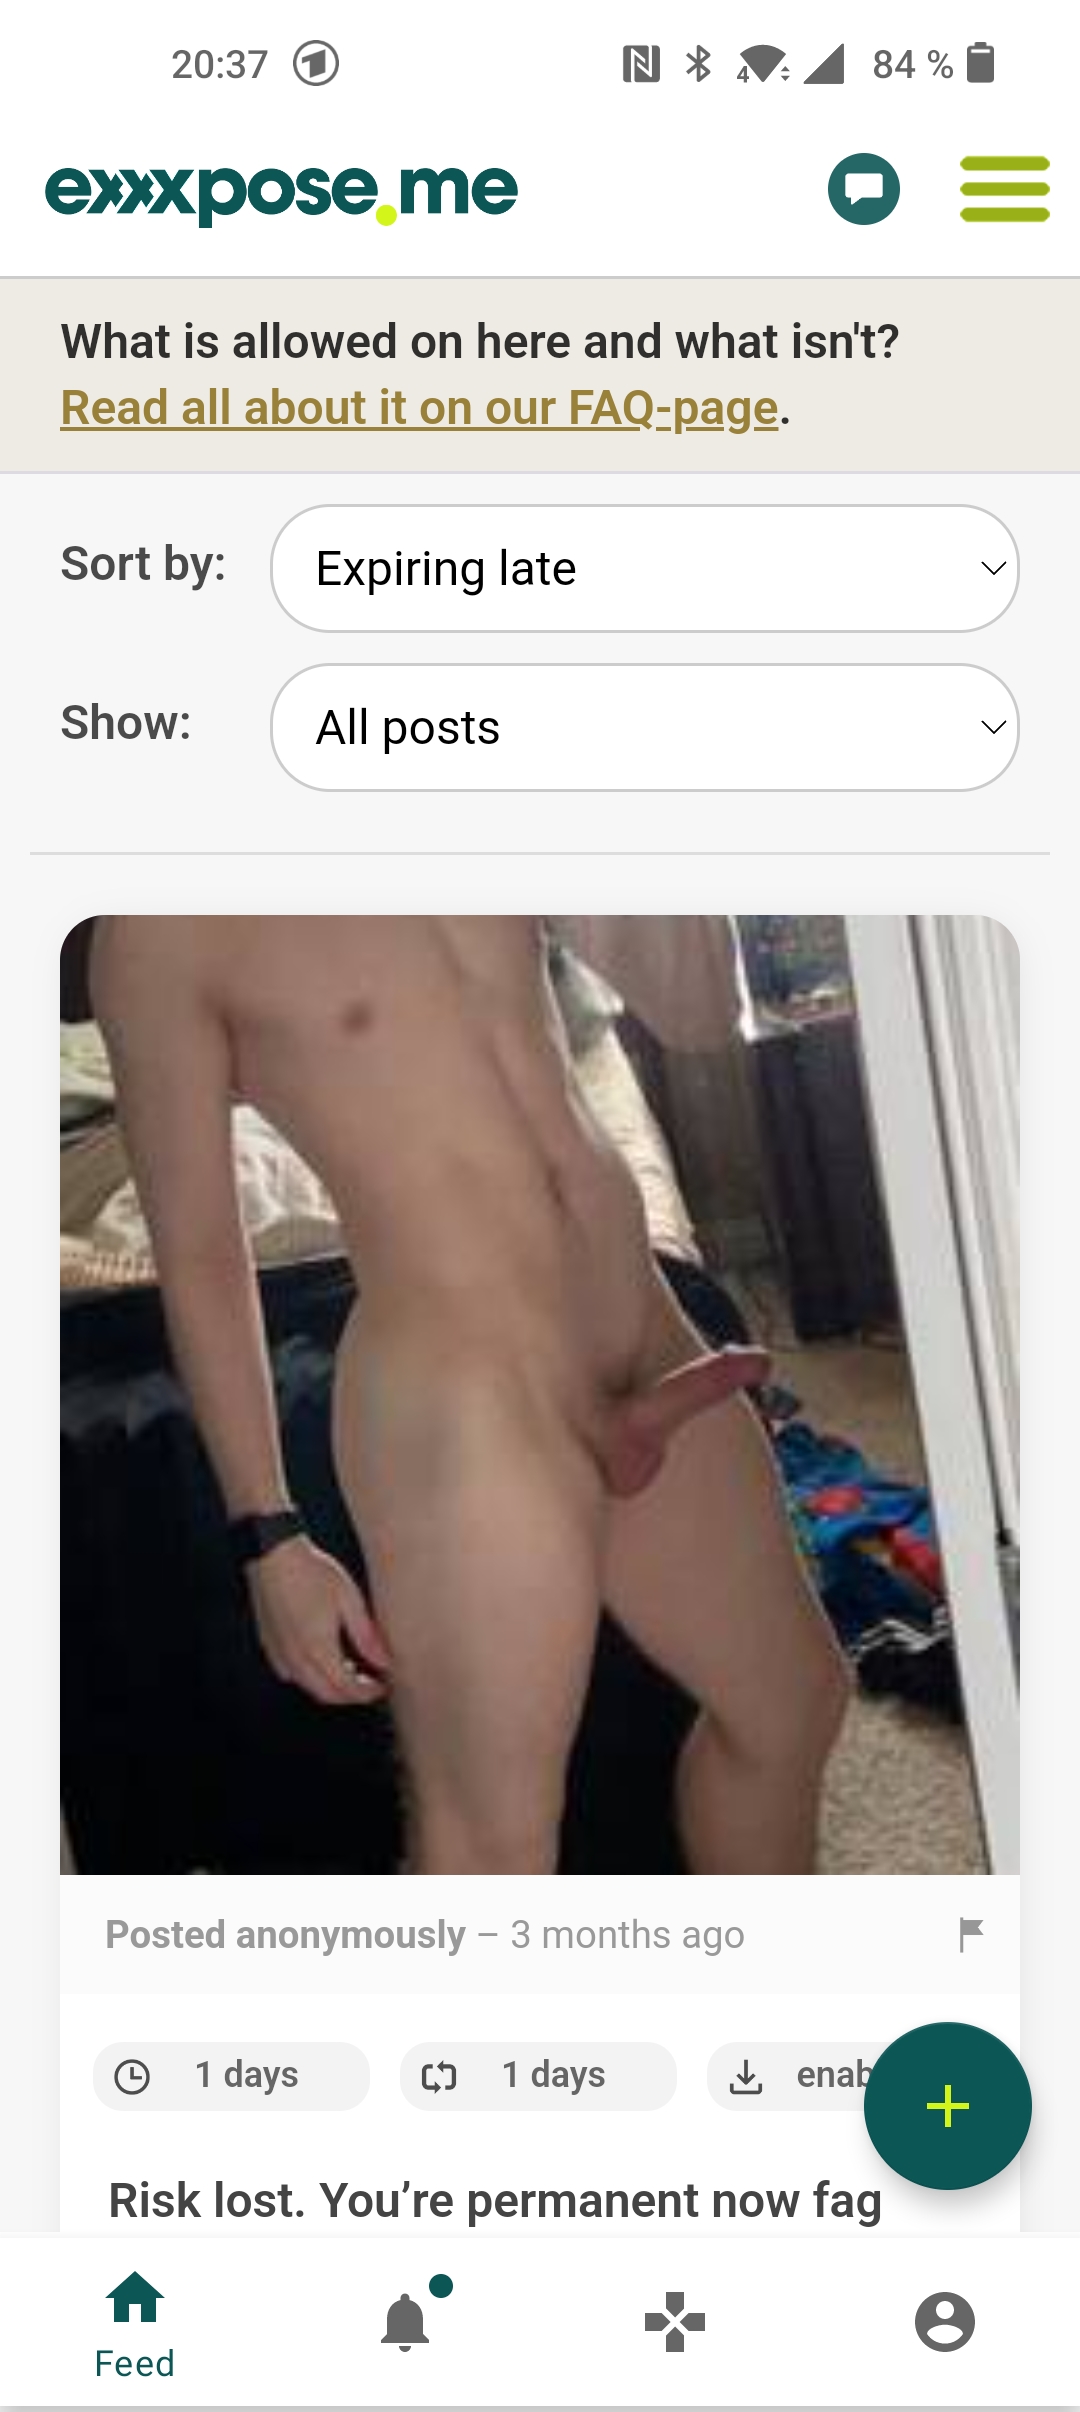 20:37
4
84 %
exxxpose.me
What is allowed on here and what isn't?
Read all about it on our FAQ-page.
Sort by:
Expiring late
Show:
All posts
Posted anonymously – 3 months ago
1 days
1 days
enab
Risk lost. You’re permanent now fag
Feed